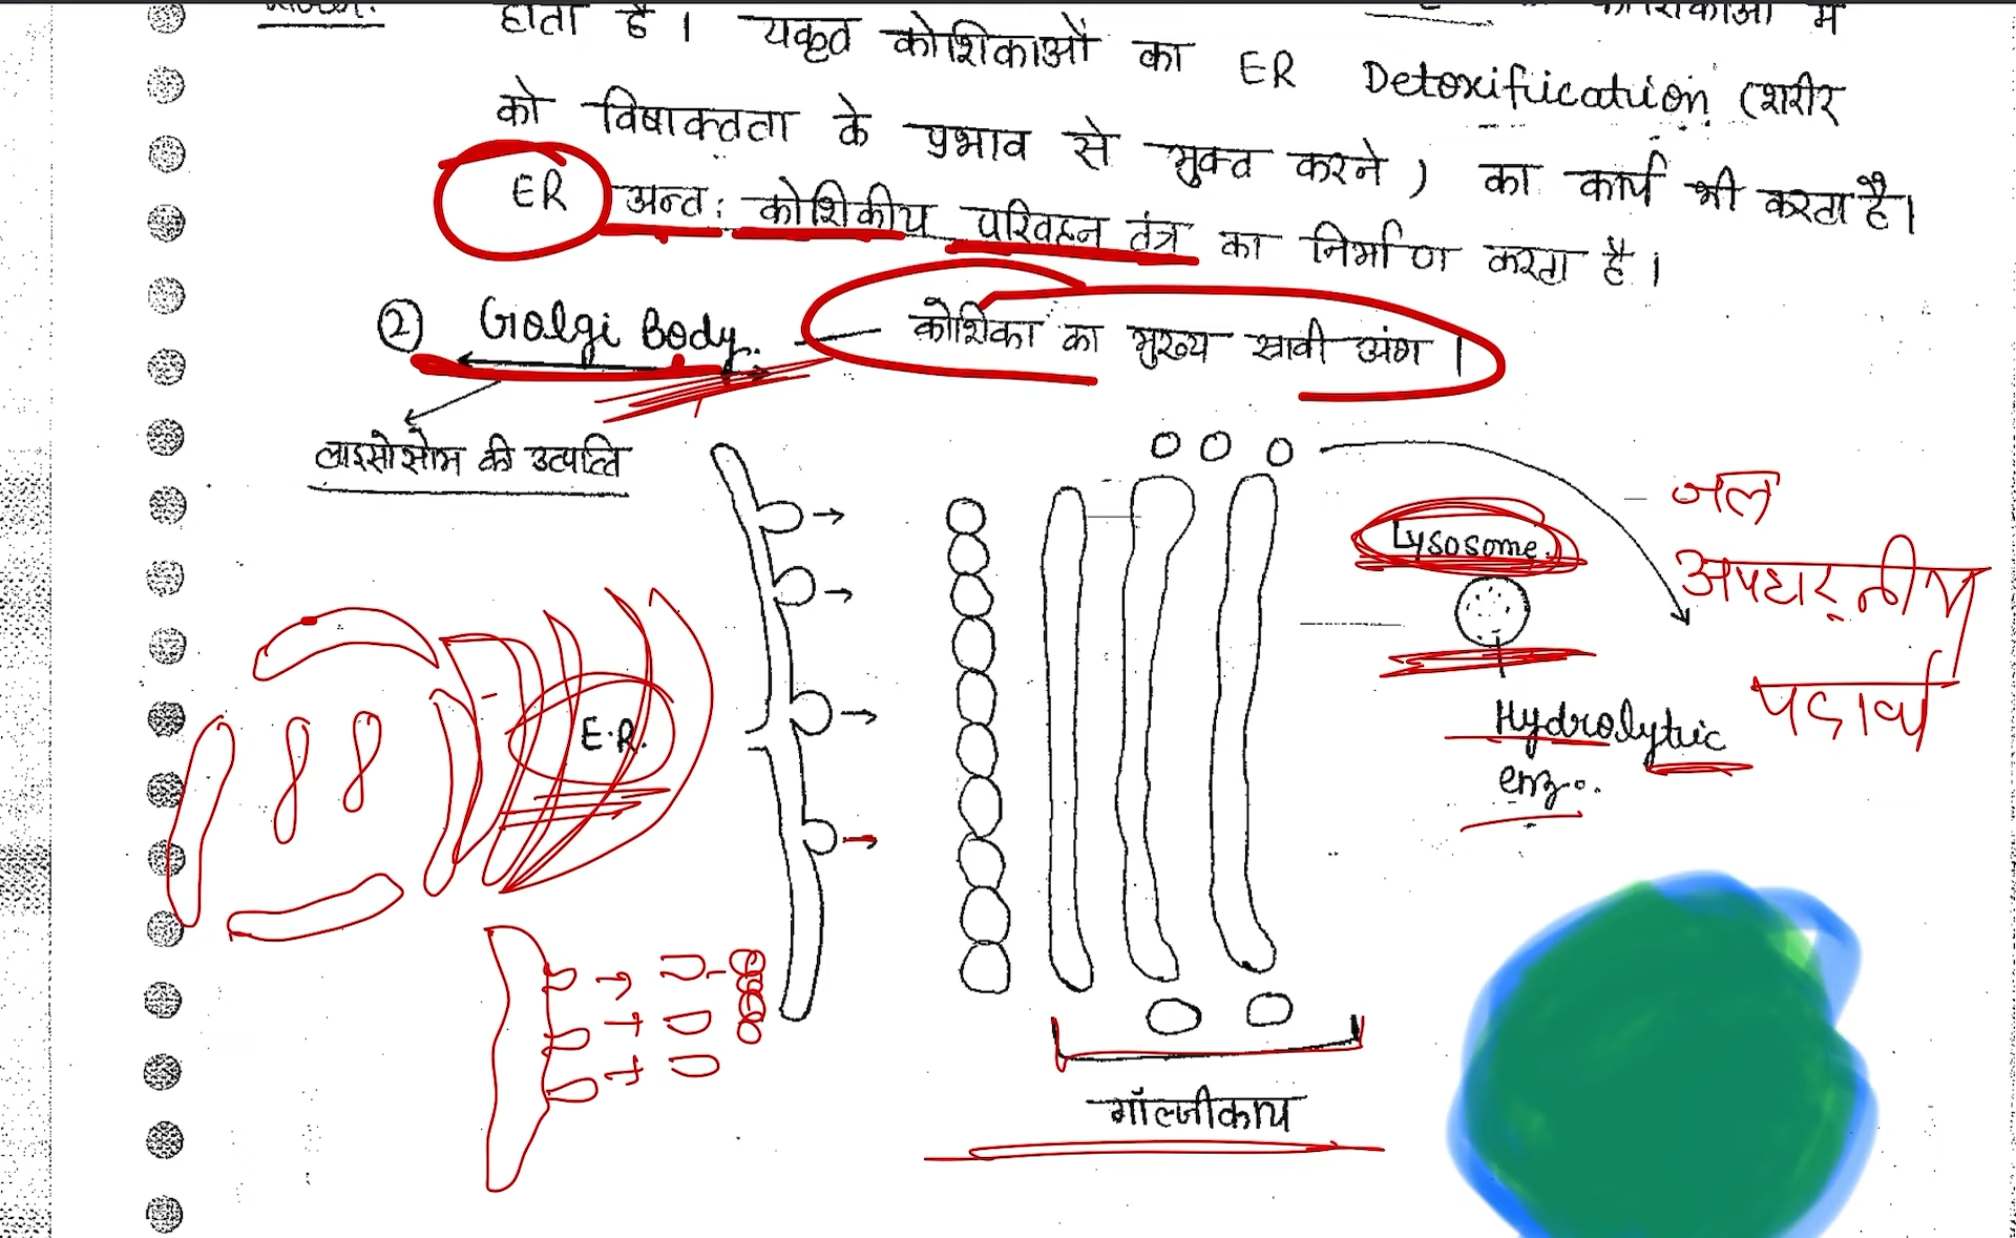 होता है। यकृत कोशिकाओं का ER Detoxification (शरीर
को विषाक्तता के प्रभाव से मुक्त करने) का कार्य भी करता है।
ER अन्त: कोशिकीय परिवहन तंत्र का निर्माण करता है।
② Golgi Body — कोशिका का मुख्य स्रावी अंग।
लाइसोसोम की उत्पत्ति
जल
Lysosome.
पदार्थ
E.R.
Hydrolytic
enz..
गॉल्जीकाय